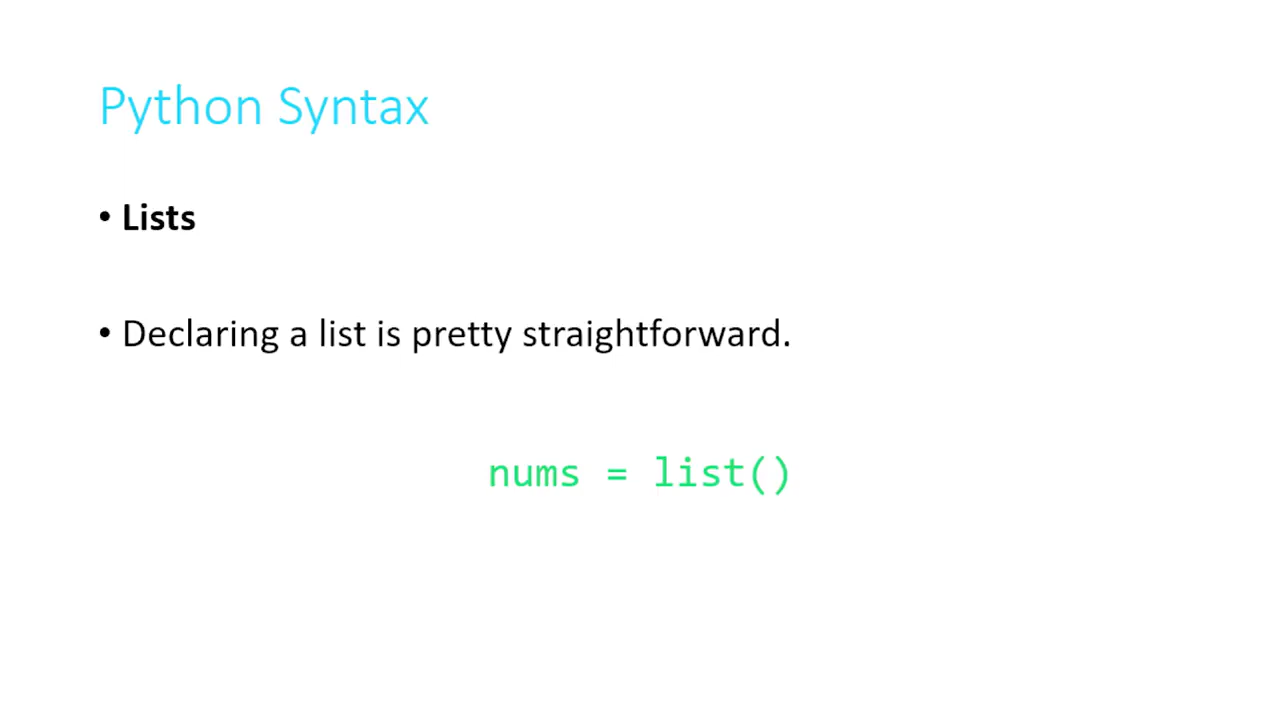 Python Syntax
• Lists
• Declaring a list is pretty straightforward.
nums = list()